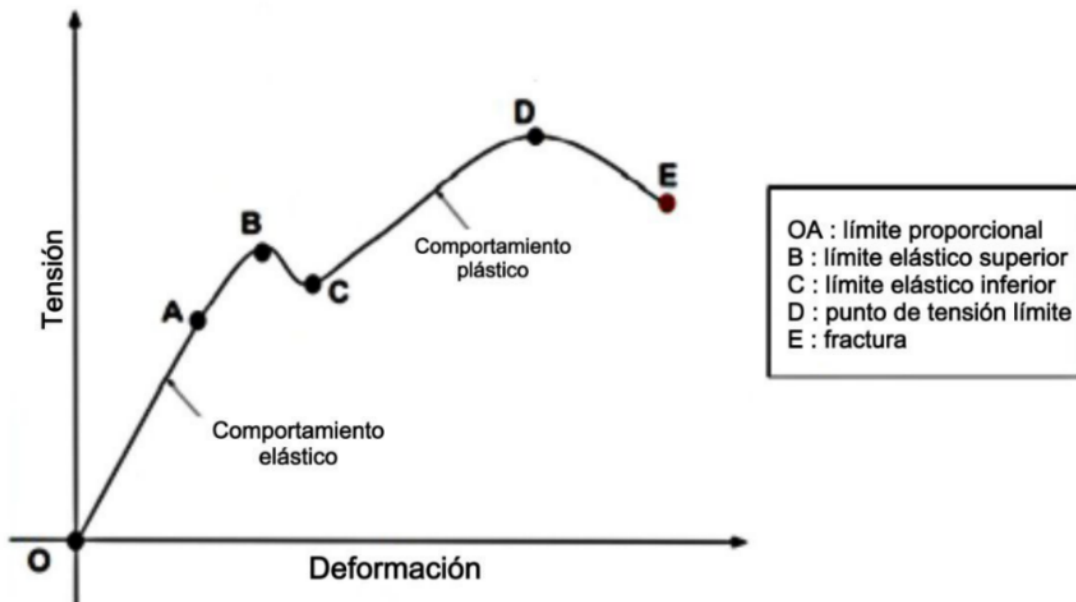 D
E
B
Tensión
Comportamiento
plástico
A
C
Comportamiento
elástico
O
Deformación
OA : límite proporcional
B : límite elástico superior
C : límite elástico inferior
D : punto de tensión límite
E : fractura